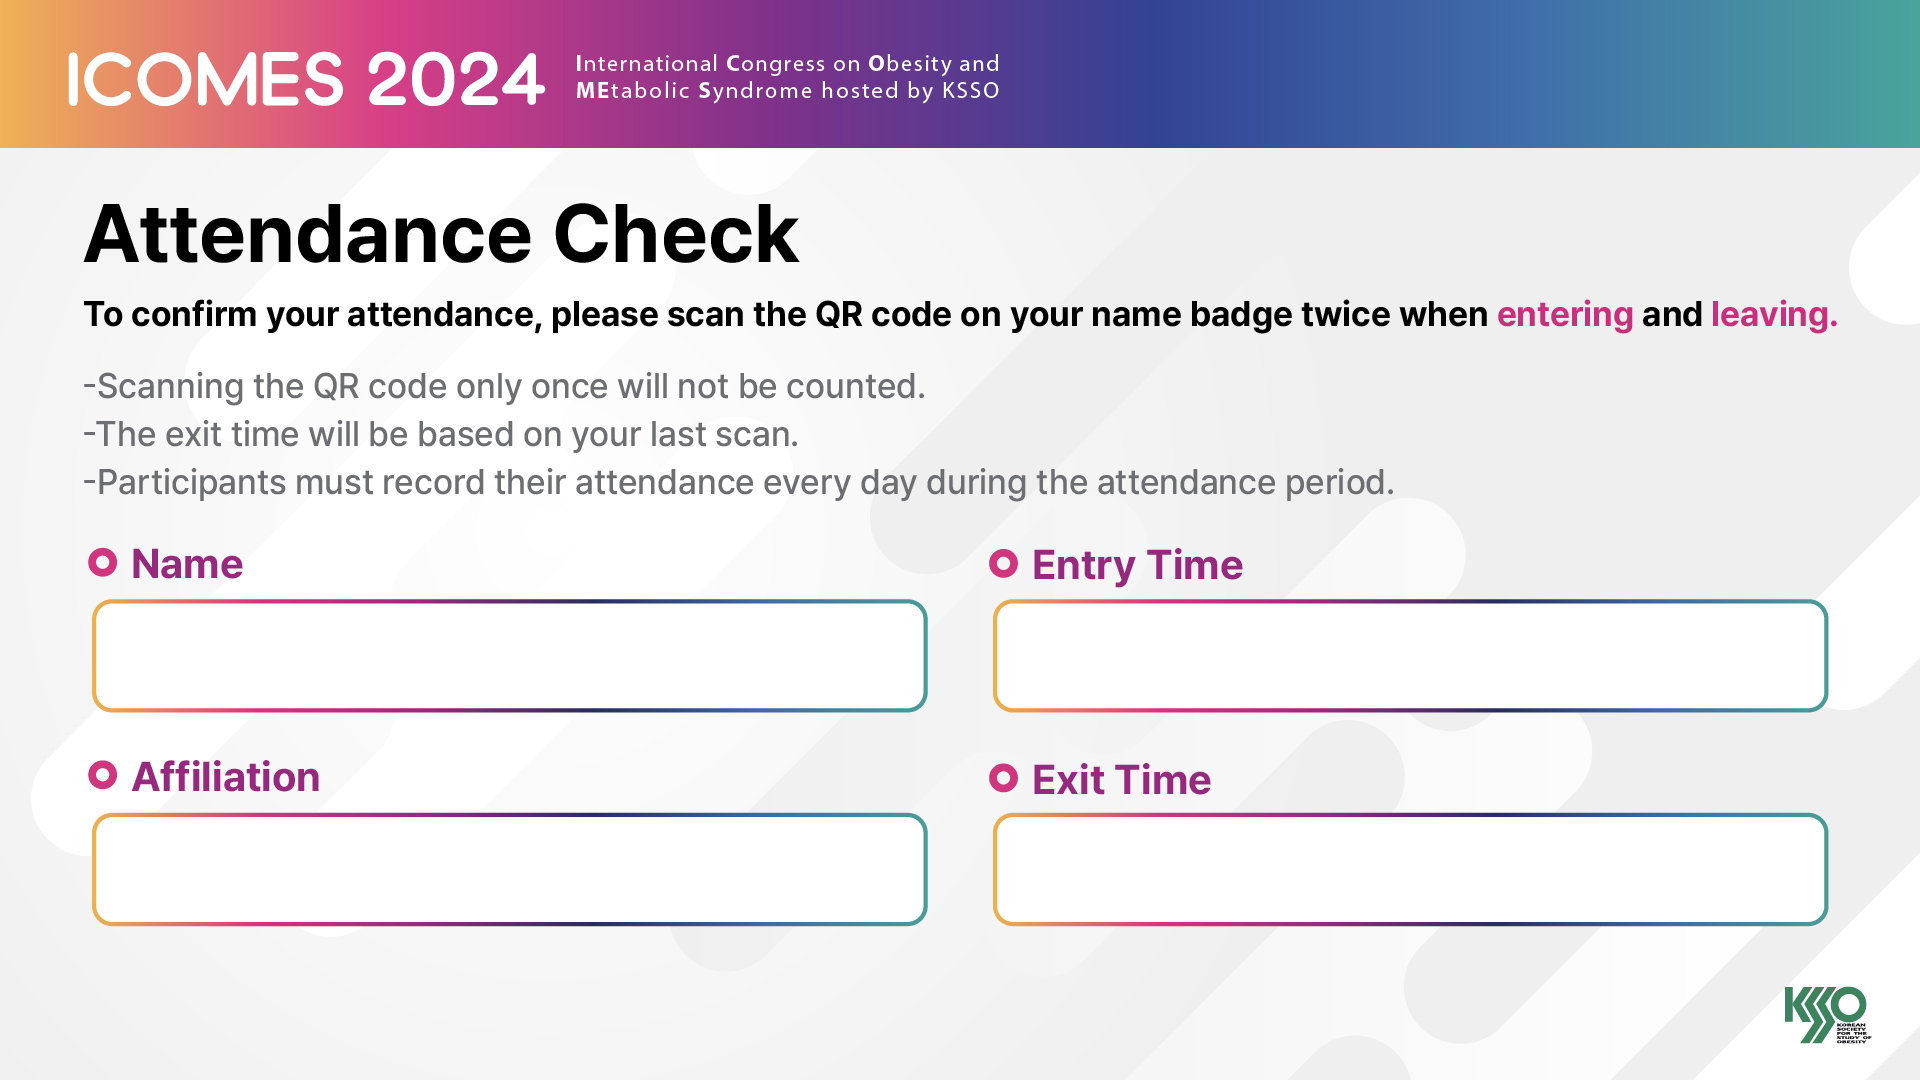 ICOMES 2024
International Congress on Obesity and
MEtabolic Syndrome hosted by KSSO
Attendance Check
To confirm your attendance, please scan the QR code on your name badge twice when entering and leaving.
-Scanning the QR code only once will not be counted.
-The exit time will be based on your last scan.
-Participants must record their attendance every day during the attendance period.
Name
Entry Time
Affiliation
Exit Time
KSSO
KOREAN
SOCIETY
FOR THE
STUDY OF
OBESITY